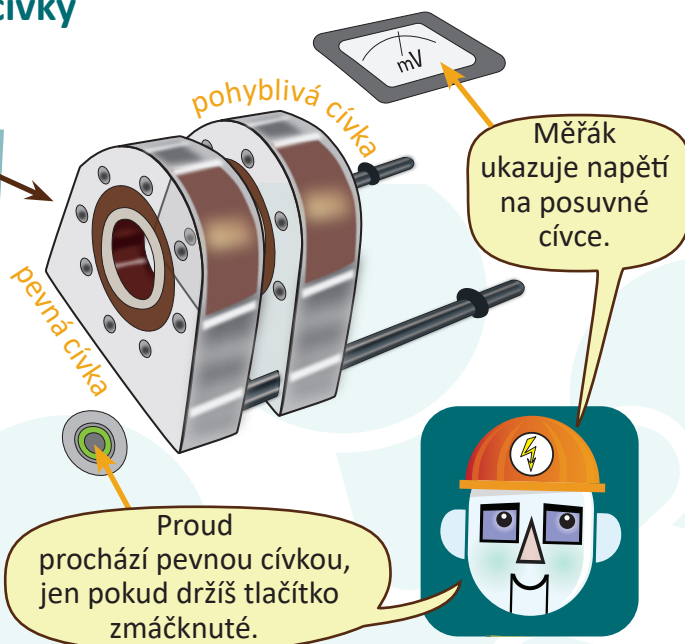 cívky
mV
pohyblivá cívka
Měřák
ukazuje napětí
na posuvné
cívce.
pevná cívka
Proud
prochází pevnou cívkou,
jen pokud držíš tlačítko
zmáčknuté.